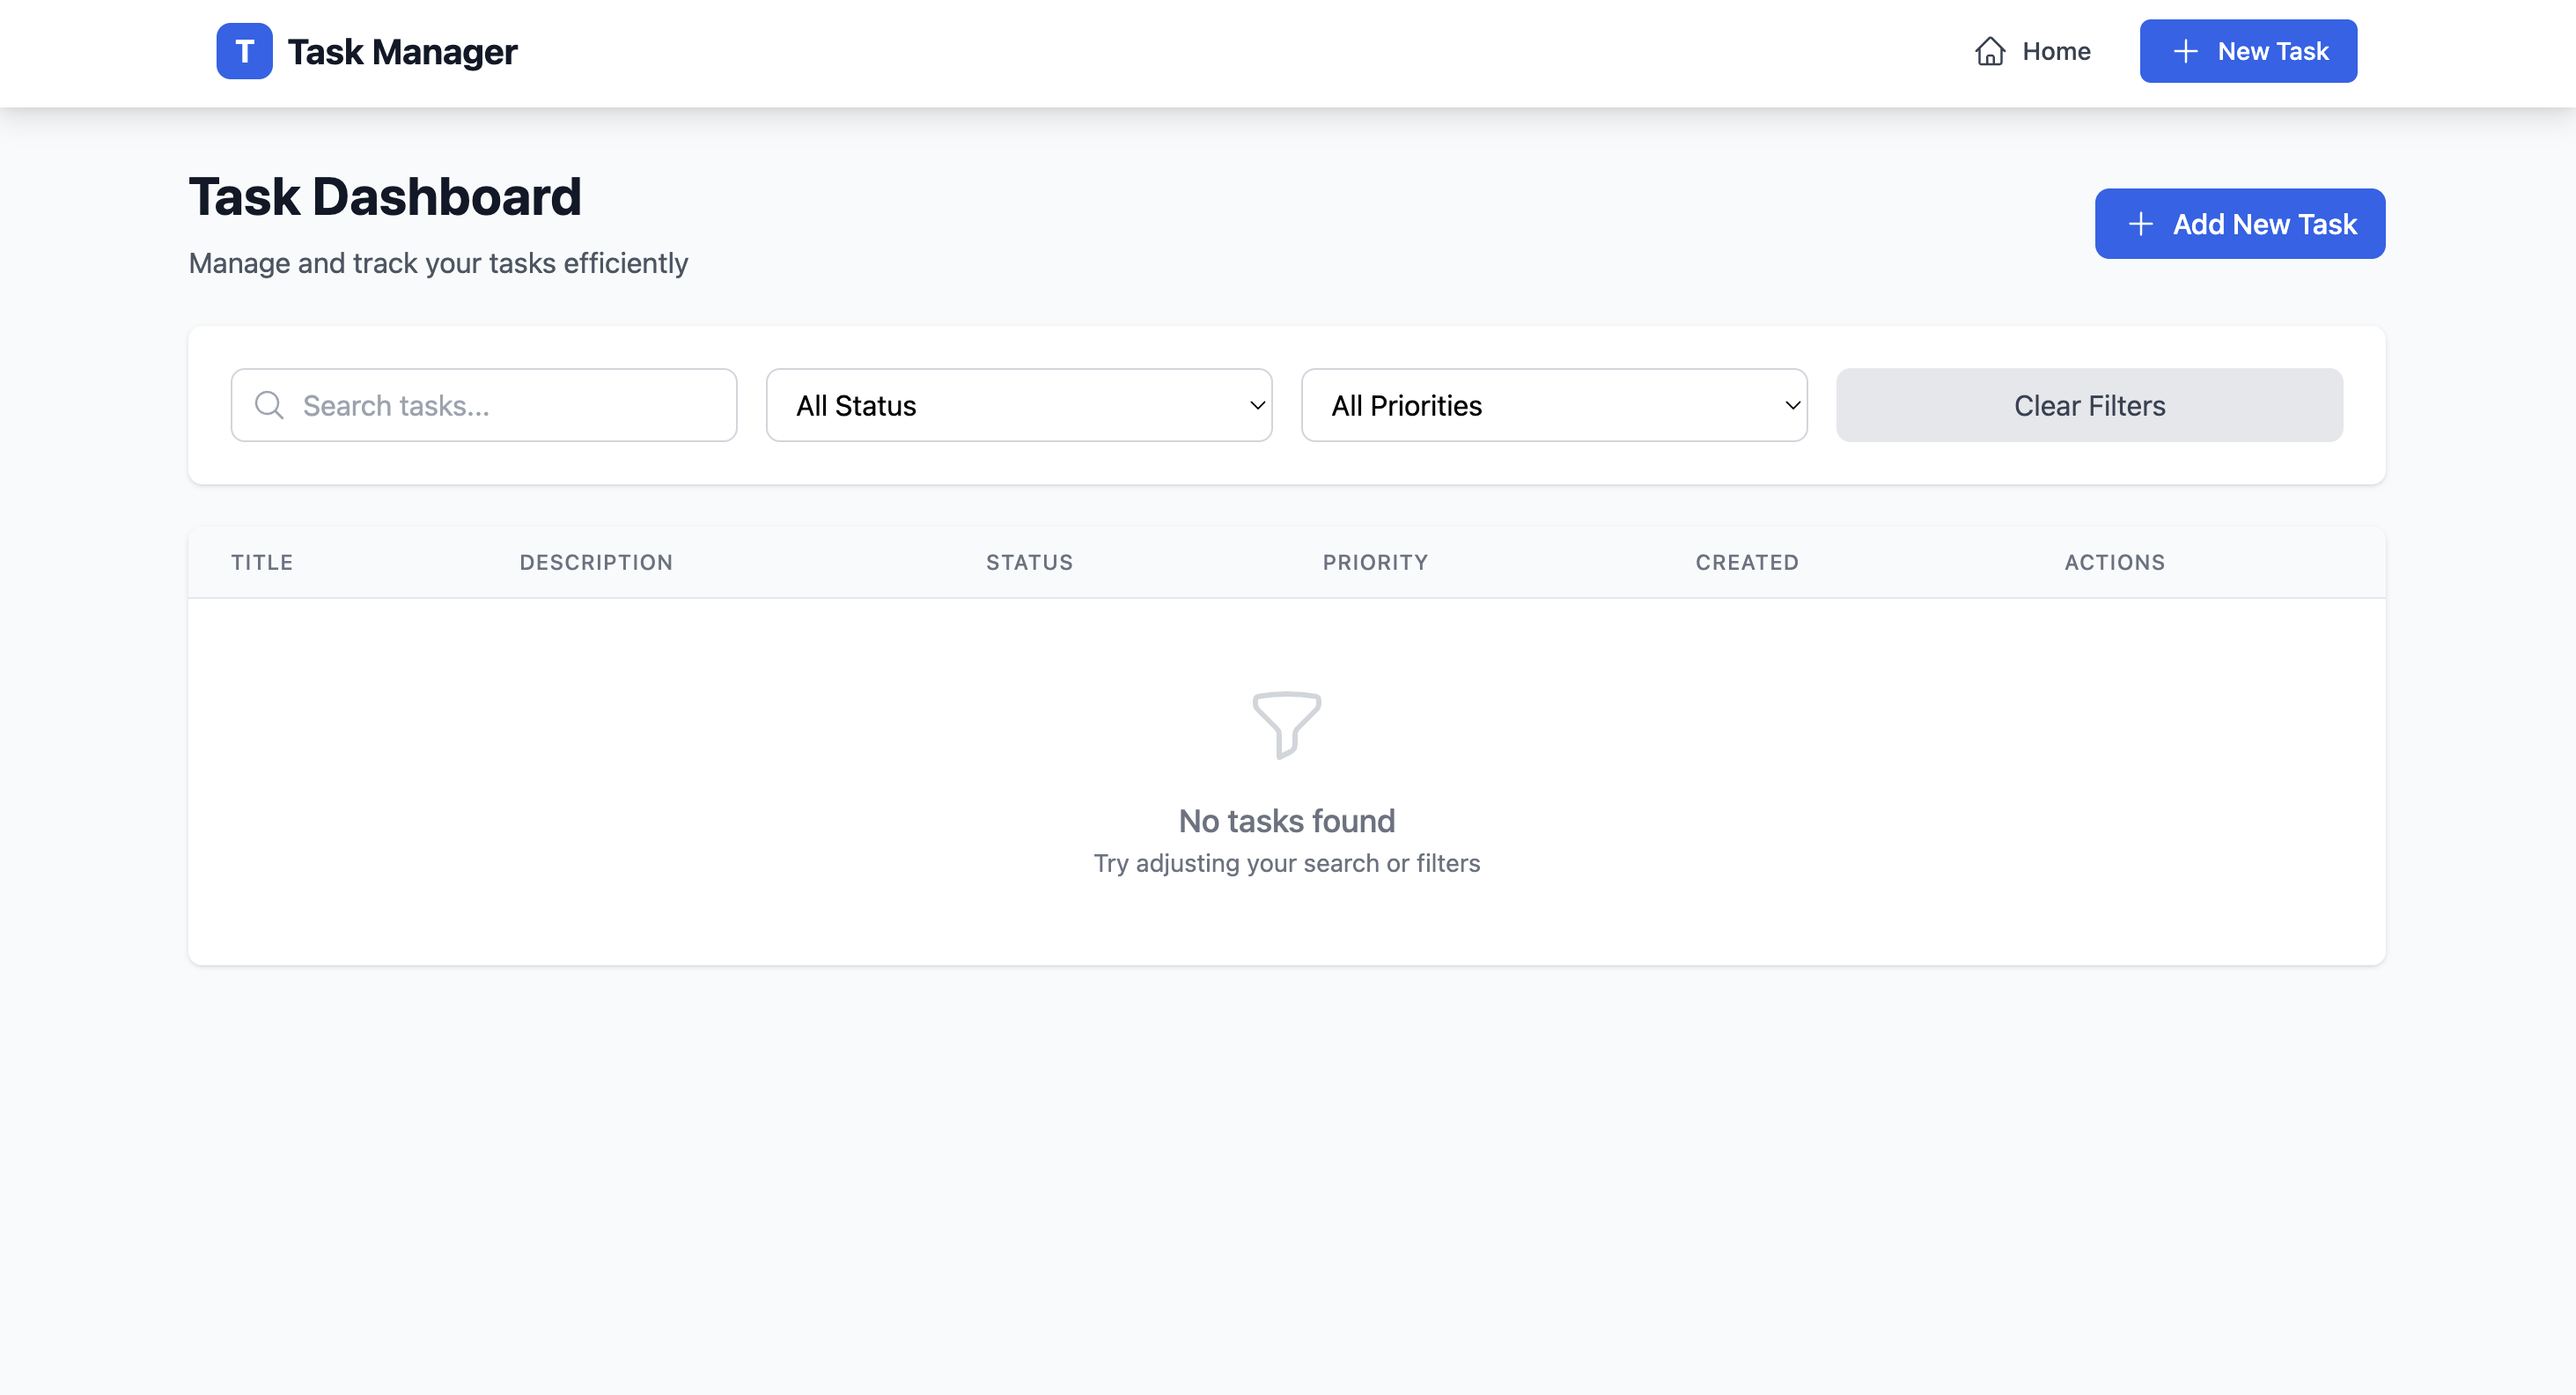 T Task Manager
Home
New Task
Task Dashboard
Add New Task
Manage and track your tasks efficiently
Search tasks...
All Status
All Priorities
Clear Filters
TITLE DESCRIPTION STATUS PRIORITY CREATED ACTIONS
No tasks found
Try adjusting your search or filters